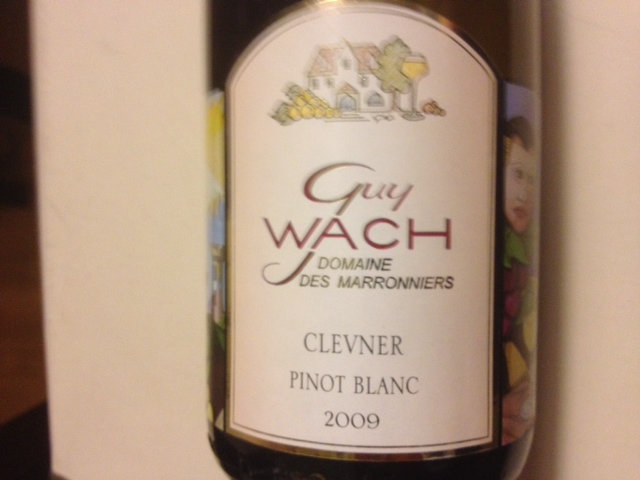 Guy
WACH
DOMAINE
DES MARRONNIERS
CLEVNER
PINOT BLANC
2009